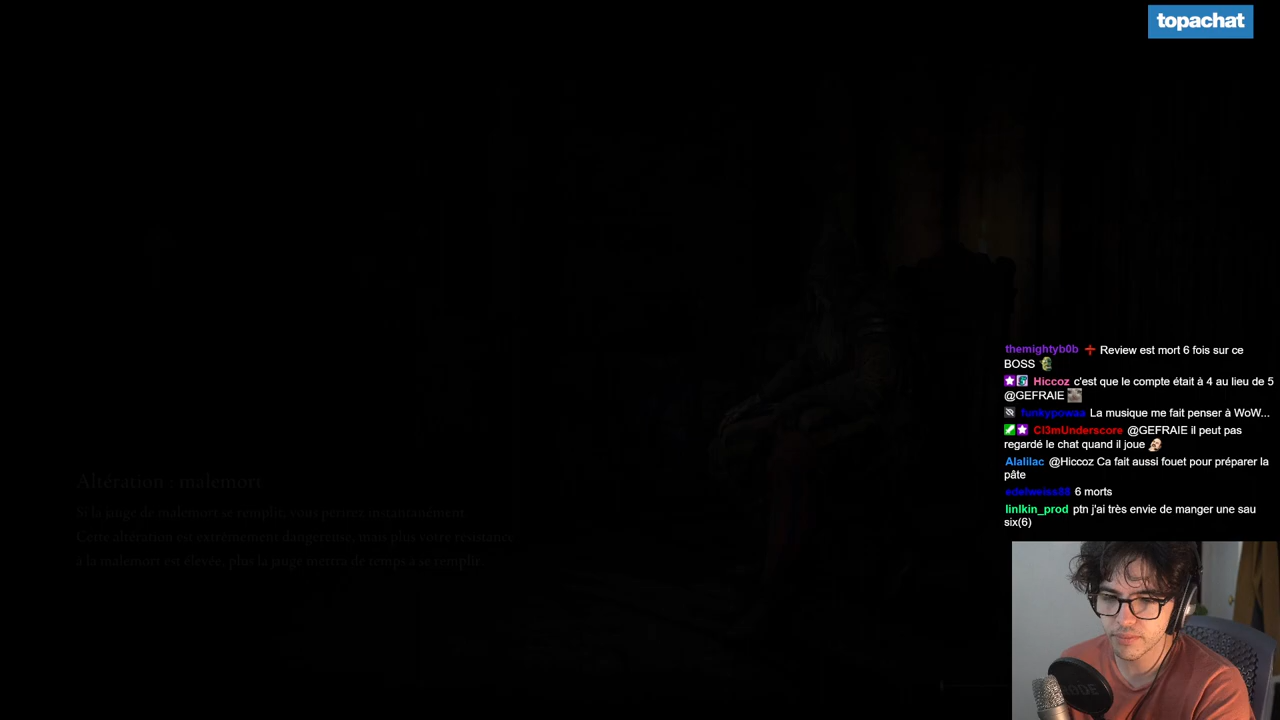 topachat
themightyb0b Review est mort 6 fois sur ce
BOSS
Hiccoz c'est que le compte était à 4 au lieu de 5
@GEFRAIE
funkypowaa La musique me fait penser à WoW...
Cl3mUnderscore @GEFRAIE il peut pas
regardé le chat quand il joue
Alalilac @Hiccoz Ca fait aussi fouet pour préparer la
pâte
edelweiss88 6 morts
linlkin_prod ptn j'ai très envie de manger une sau
six(6)
Altération : malemort
Si la jauge de malemort se remplit, vous périrez instantanément.
Cette altération est extrêmement dangereuse, mais plus votre résistance
à la malemort est élevée, plus la jauge mettra de temps à se remplir.
RODE